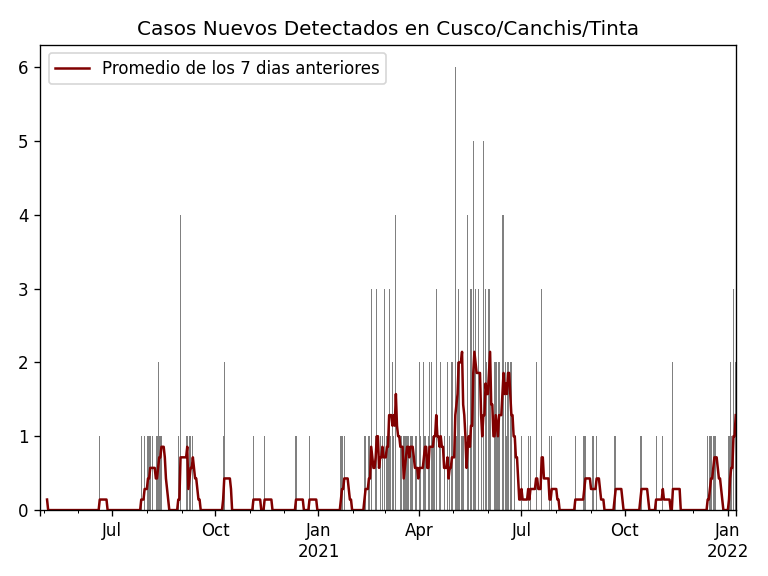 Casos Nuevos Detectados en Cusco/Canchis/Tinta
Promedio de los 7 dias anteriores
6
5
4
3
2
1
0
Jul Oct Jan Apr Jul Oct Jan
2021 2022